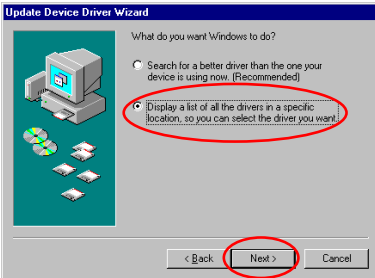 Update Device Driver Wizard
What do you want Windows to do?
Search for a better driver than the one your
device is using now. (Recommended)
Display a list of all the drivers in a specific
location, so you can select the driver you want.
< Back
Next >
Cancel